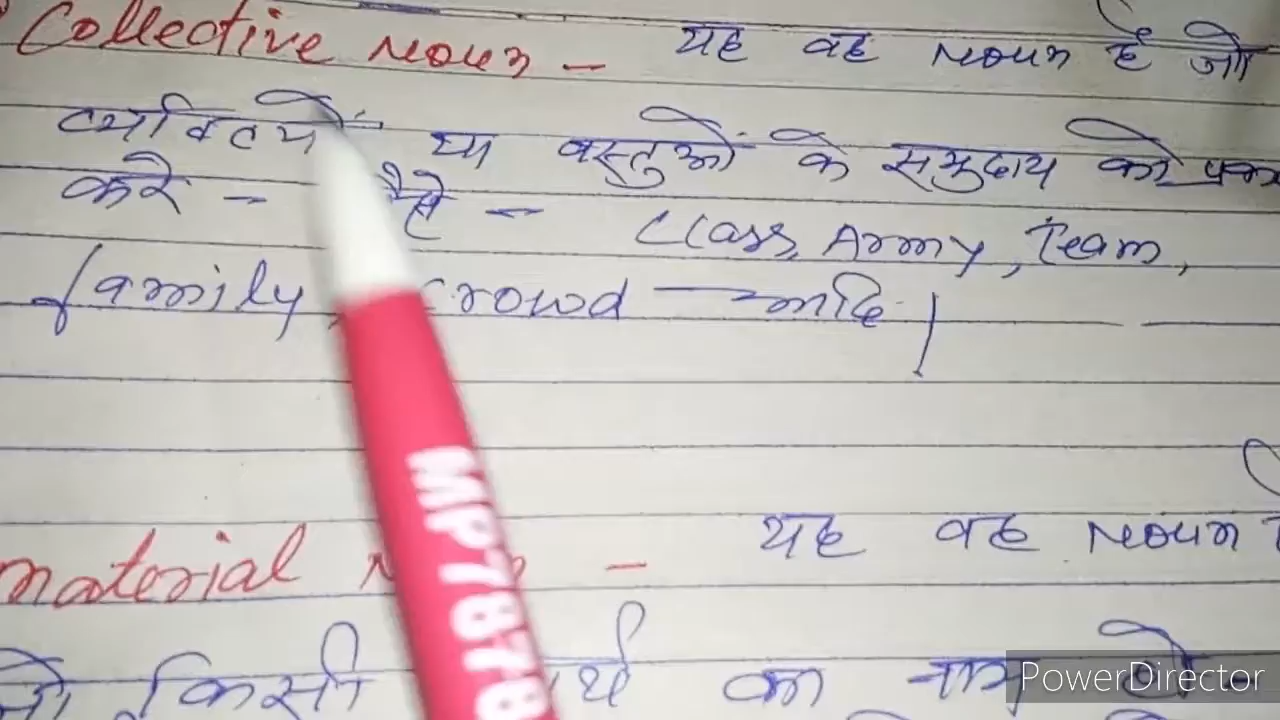 Collective Noun - यह वह Noun है जो
व्यक्तियों या वस्तुओं के समुदाय को
करे - जैसे - Class, Army, Team,
family, crowd — आदि।
material - यह वह Noun
जो किसी का नाम
MP7878
PowerDirector